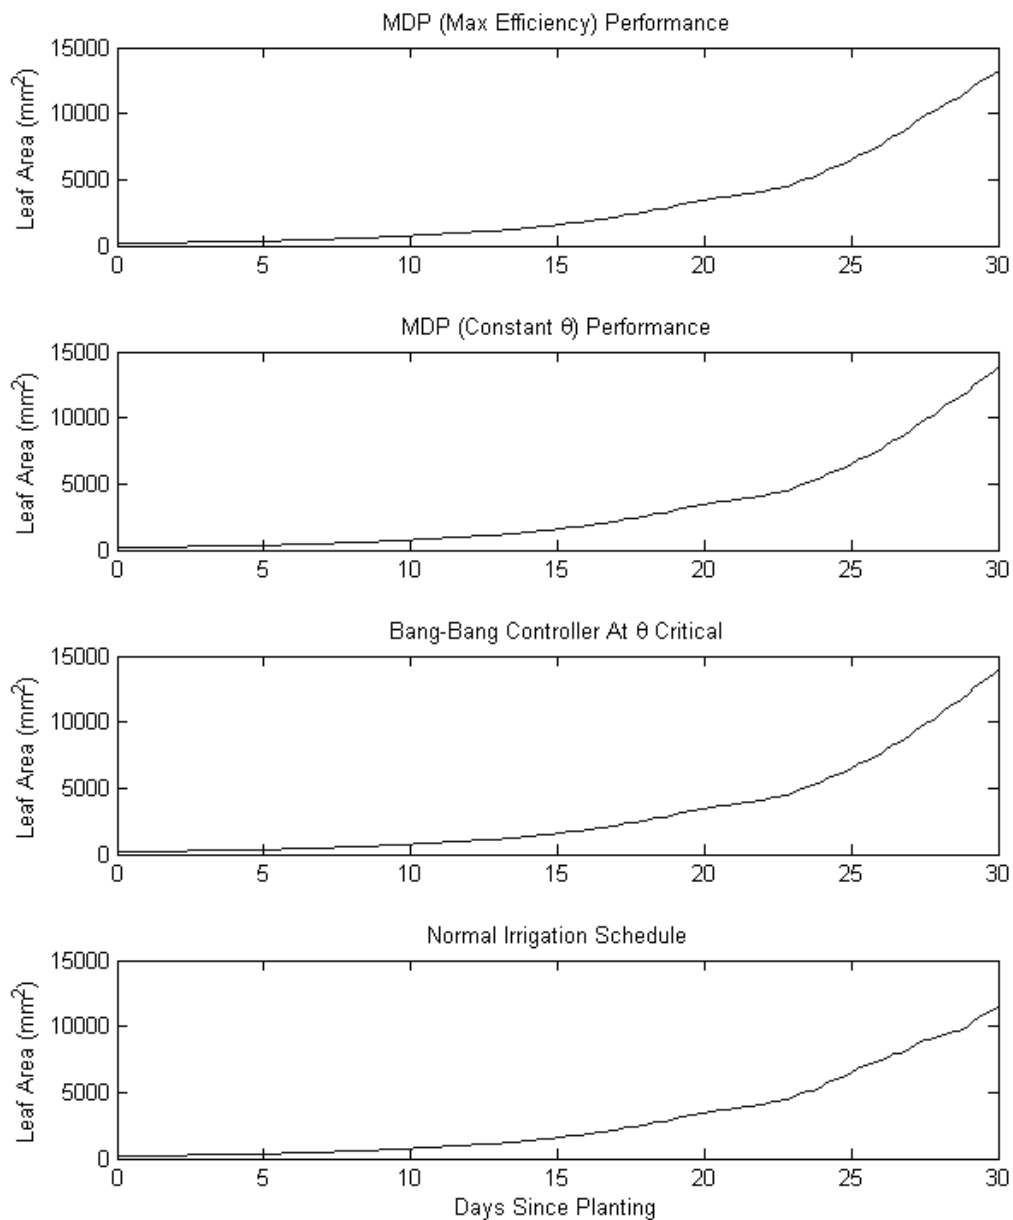 MDP (Max Efficiency) Performance
15000
10000
5000
0
Leaf Area (mm²)
0 5 10 15 20 25 30
MDP (Constant θ) Performance
15000
10000
5000
0
Leaf Area (mm²)
0 5 10 15 20 25 30
Bang-Bang Controller At θ Critical
15000
10000
5000
0
Leaf Area (mm²)
0 5 10 15 20 25 30
Normal Irrigation Schedule
15000
10000
5000
0
Leaf Area (mm²)
0 5 10 15 20 25 30
Days Since Planting